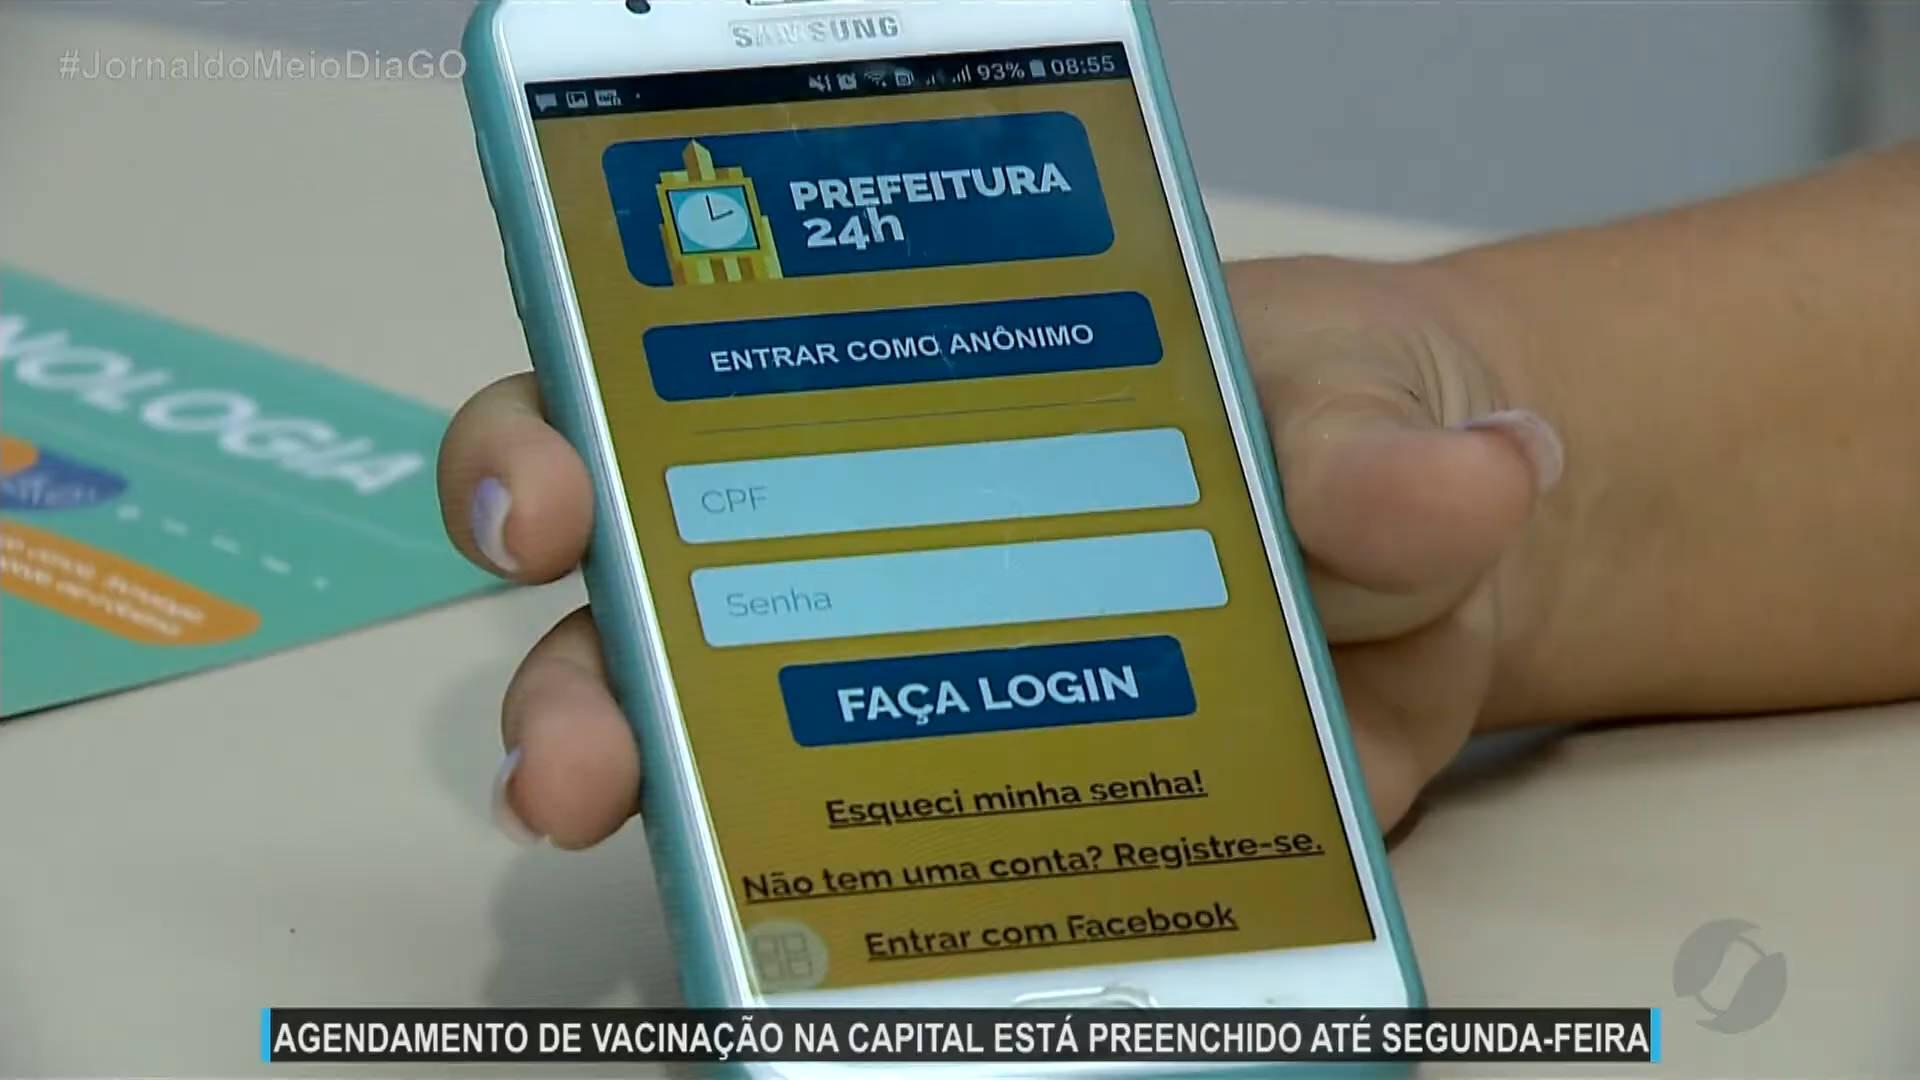 #JornaldoMeioDiaGO
SAMSUNG
93% 08:55
PREFEITURA
24h
ENTRAR COMO ANÔNIMO
CPF
Senha
FAÇA LOGIN
Esqueci minha senha!
Não tem uma conta? Registre-se.
Entrar com Facebook
NOLOGIA
AGENDAMENTO DE VACINAÇÃO NA CAPITAL ESTÁ PREENCHIDO ATÉ SEGUNDA-FEIRA